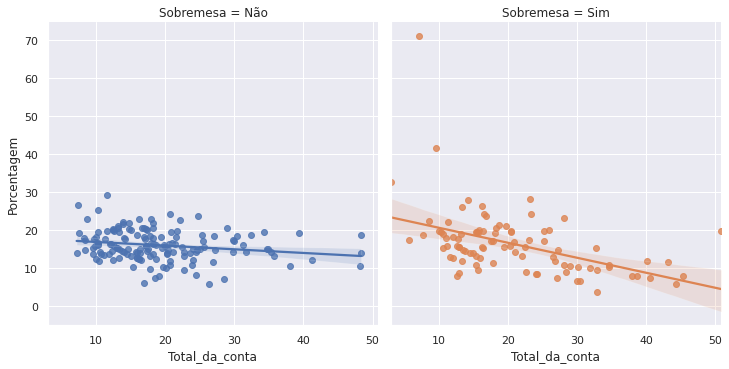 Sobremesa = Não
Sobremesa = Sim
70
60
50
40
30
20
10
0
Porcentagem
10 20 30 40 50
10 20 30 40 50
Total_da_conta
Total_da_conta